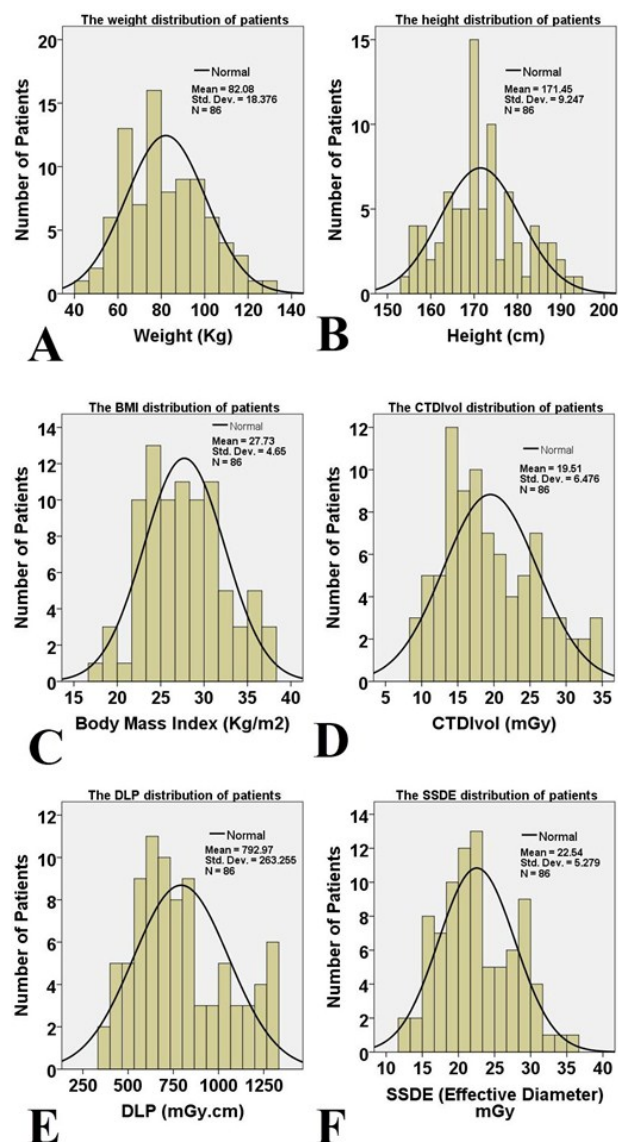 The weight distribution of patients
Number of Patients
20
15
10
5
0
Normal
Mean = 82.08
Std. Dev. = 18.376
N = 86
40 60 80 100 120 140
Weight (Kg)
A
The height distribution of patients
Number of Patients
15
10
5
0
Normal
Mean = 171.45
Std. Dev. = 9.247
N = 86
150 160 170 180 190 200
Height (cm)
B
The BMI distribution of patients
Number of Patients
14
12
10
8
6
4
2
0
Normal
Mean = 27.73
Std. Dev. = 4.65
N = 86
15 20 25 30 35 40
Body Mass Index (Kg/m2)
C
The CTDIvol distribution of patients
Number of Patients
12
10
8
6
4
2
0
Normal
Mean = 19.51
Std. Dev. = 6.476
N = 86
5 10 15 20 25 30 35
CTDIvol (mGy)
D
The DLP distribution of patients
Number of Patients
12
10
8
6
4
2
0
Normal
Mean = 792.97
Std. Dev. = 263.255
N = 86
250 500 750 1000 1250
DLP (mGy.cm)
E
The SSDE distribution of patients
Number of Patients
14
12
10
8
6
4
2
0
Normal
Mean = 22.54
Std. Dev. = 5.279
N = 86
10 15 20 25 30 35 40
SSDE (Effective Diameter)
mGy
F